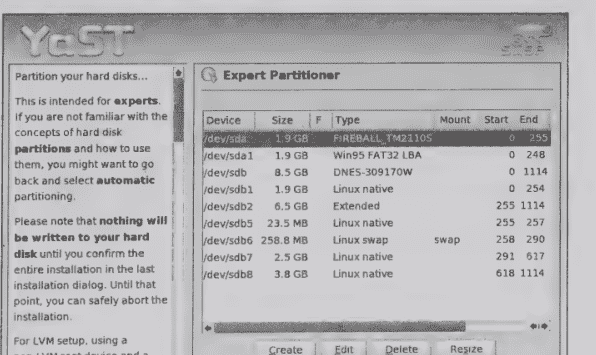 YaST
Partition your hard disks...
This is intended for experts.
If you are not familiar with the
concepts of hard disk
partitions and how to use
them, you might want to go
back and select automatic
partitioning.
Please note that nothing will
be written to your hard
disk until you confirm the
entire installation in the last
installation dialog. Until that
point, you can safely abort the
installation.
For LVM setup, using a
Expert Partitioner
Device Size F Type Mount Start End
/dev/sda 1.9 GB FIREBALL_TM2110S 0 255
/dev/sda1 1.9 GB Win95 FAT32 LBA 0 248
/dev/sdb 8.5 GB DNES-309170W 0 1114
/dev/sdb1 1.9 GB Linux native 0 254
/dev/sdb2 6.5 GB Extended 255 1114
/dev/sdb5 23.5 MB Linux native 255 257
/dev/sdb6 258.8 MB Linux swap swap 258 290
/dev/sdb7 2.5 GB Linux native 291 617
/dev/sdb8 3.8 GB Linux native 618 1114
Create Edit Delete Resize